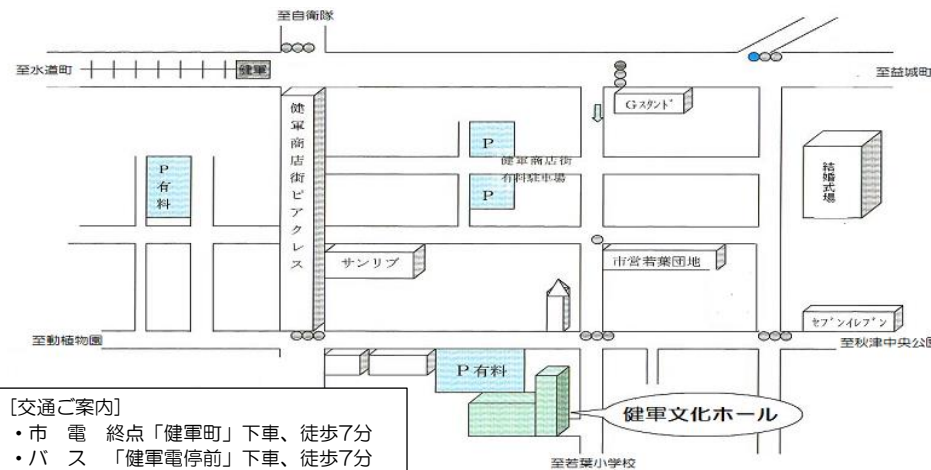 至自衛隊
至水道町
健軍
至益城町
Gスタンド
健軍商店街ピアクレス
P
健軍商店街
有料駐車場
P
P
有料
結婚式場
サンリブ
市営若葉団地
セブンイレブン
至動植物園
至秋津中央公園
P 有料
健軍文化ホール
[交通ご案内]
・市　電　終点「健軍町」下車、徒歩7分
・バ　ス　「健軍電停前」下車、徒歩7分
至若葉小学校